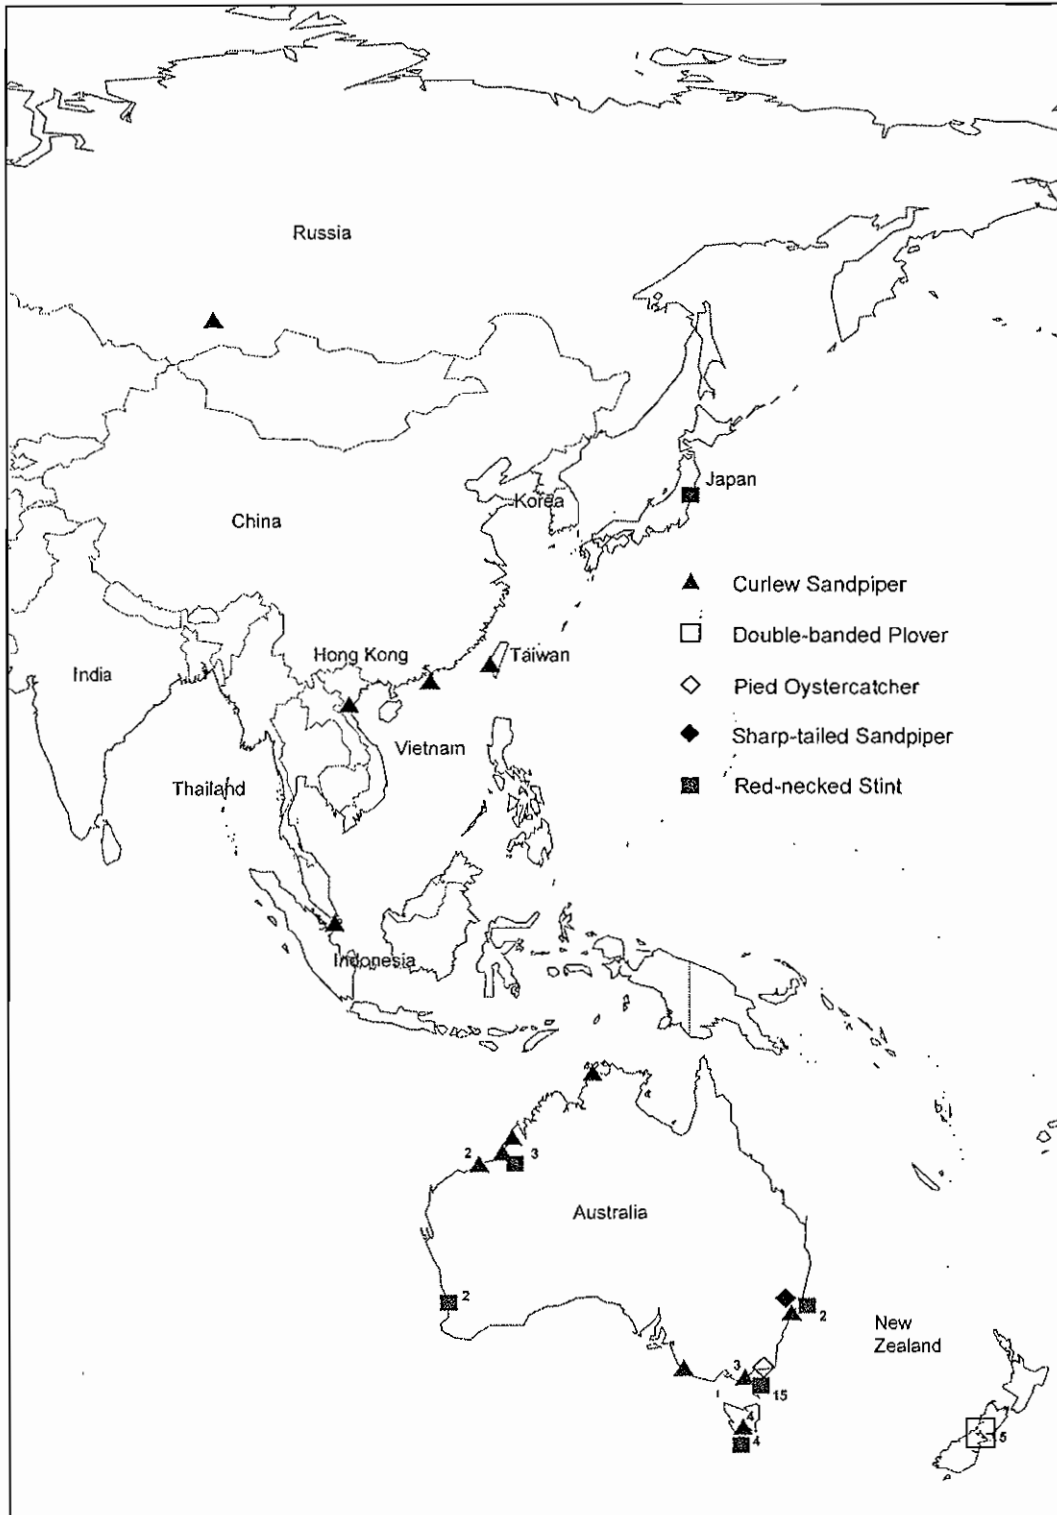 Russia
Japan
Korea
China
Curlew Sandpiper
Double-banded Plover
Hong Kong
Taiwan
India
Pied Oystercatcher
Vietnam
Sharp-tailed Sandpiper
Thailand
Red-necked Stint
Indonesia
2
3
Australia
2
2
New
Zealand
3
15
4
4
5